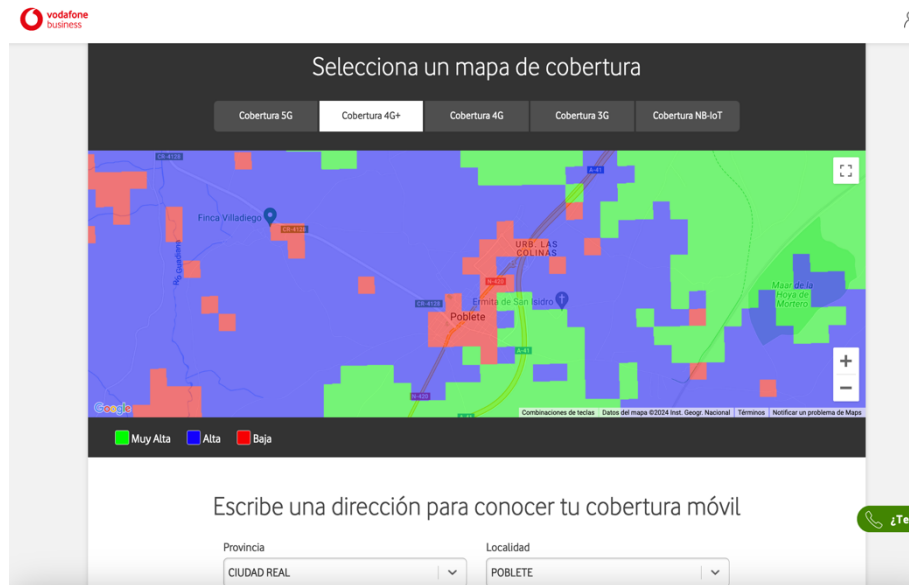 vodafone
business
Selecciona un mapa de cobertura
Cobertura 5G
Cobertura 4G+
Cobertura 4G
Cobertura 3G
Cobertura NB-IoT
CR-4128
A-41
Finca Villadiego
CR-4128
URB. LAS
COLINAS
Río Guadiana
N-420
Maar de la
Hoya de
Mortero
CR-4128
Ermita de San Isidro
Poblete
A-41
N-420
Google
Combinaciones de teclas
Datos del mapa ©2024 Inst. Geogr. Nacional
Términos
Notificar un problema de Maps
Muy Alta
Alta
Baja
Escribe una dirección para conocer tu cobertura móvil
¿Te
Provincia
Localidad
CIUDAD REAL
POBLETE